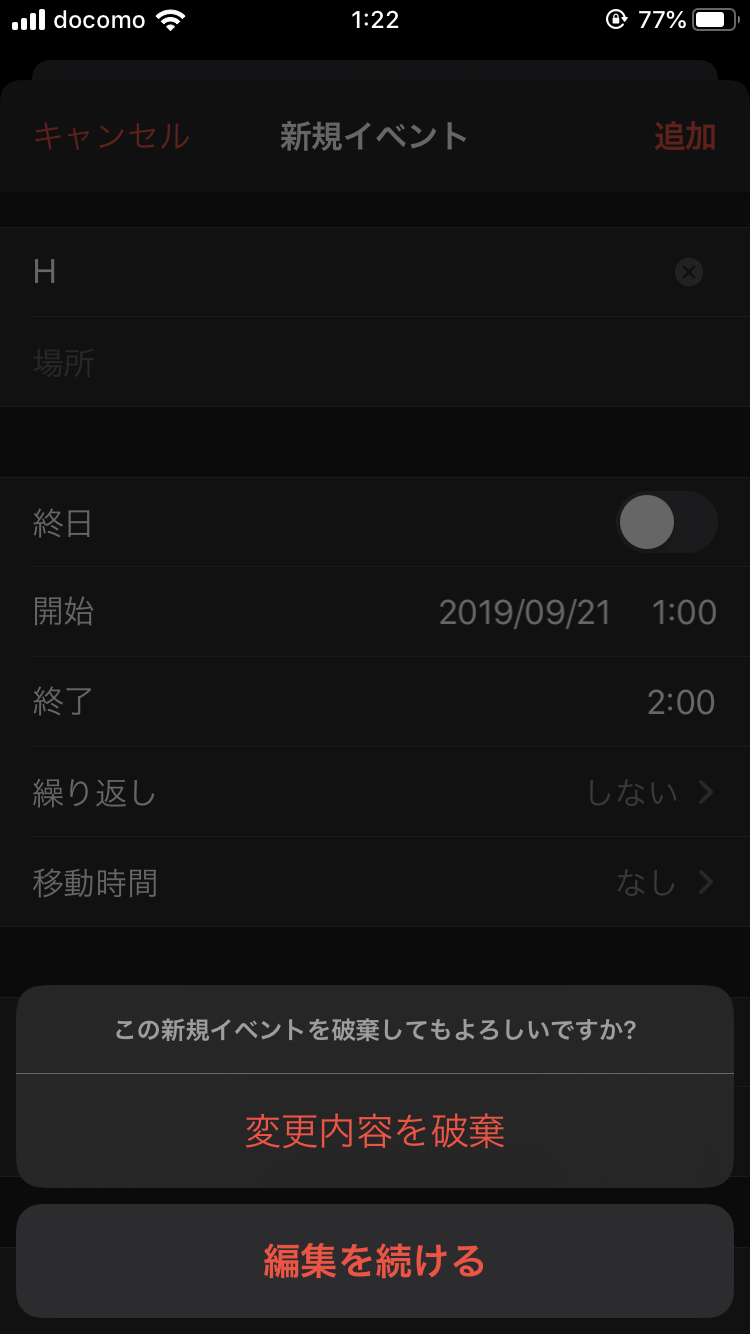 docomo 1:22 77%
キャンセル 新規イベント 追加
H
場所
終日
開始 2019/09/21 1:00
終了 2:00
繰り返し しない
移動時間 なし
この新規イベントを破棄してもよろしいですか?
変更内容を破棄
編集を続ける